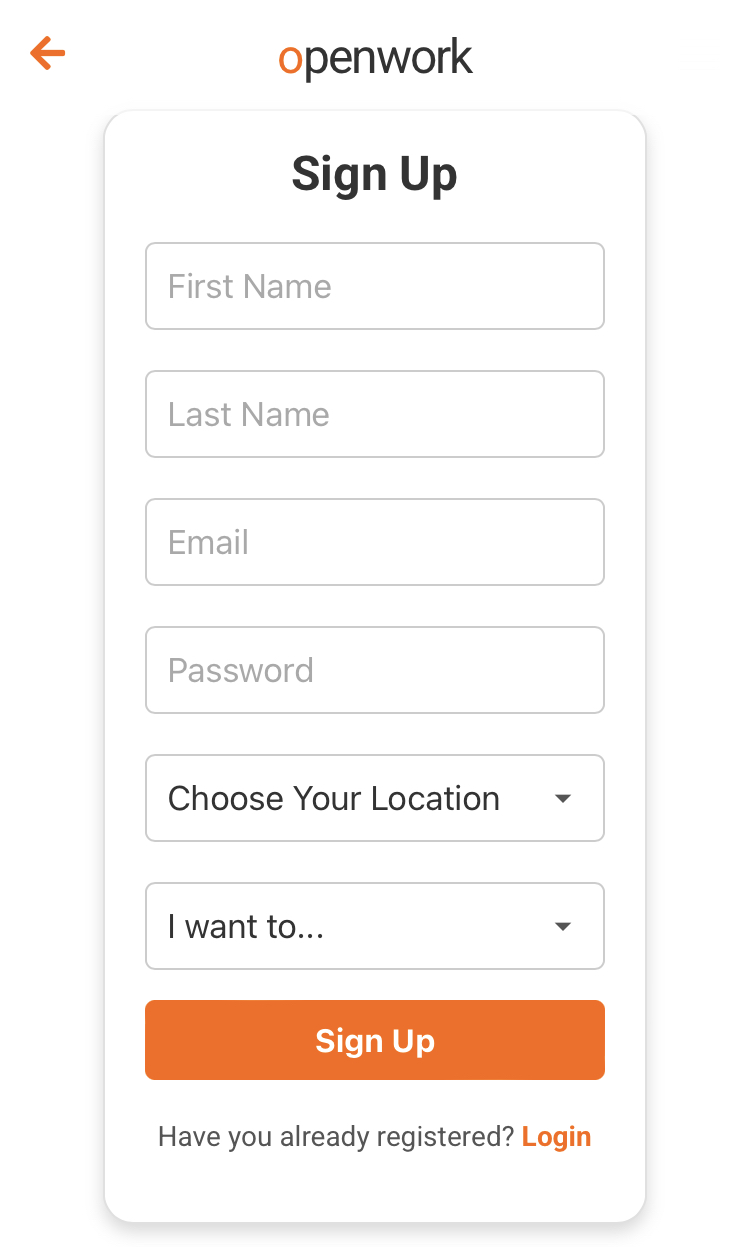 openwork
Sign Up
First Name
Last Name
Email
Password
Choose Your Location
I want to...
Sign Up
Have you already registered? Login